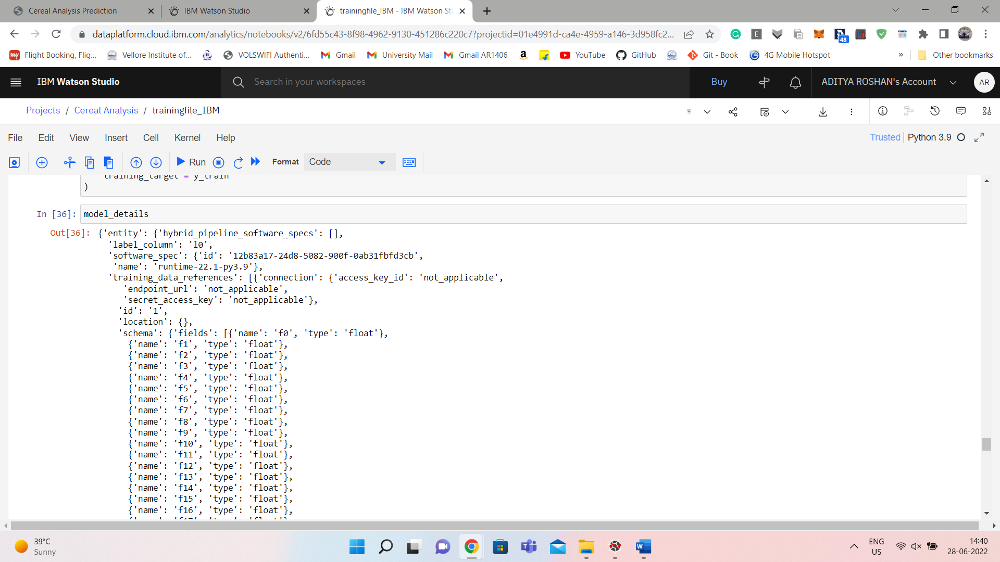 Cereal Analysis Prediction
IBM Watson Studio
trainingfile_IBM - IBM Watson Stu
dataplatform.cloud.ibm.com/analytics/notebooks/v2/6fd55c43-8f98-4962-9130-451286c220c7?projectid=01e4991d-ca4e-4959-a146-3d958fc2...
48
Flight Booking, Flig...
Vellore Institute of...
VOLSWIFI Authenti...
Gmail
University Mail
Gmail AR1406
YouTube
GitHub
Git - Book
4G Mobile Hotspot
»
Other bookmarks
IBM Watson Studio
Search in your workspaces
Buy
ADITYA ROSHAN's Account
AR
Projects / Cereal Analysis / trainingfile_IBM
File Edit View Insert Cell Kernel Help
Trusted | Python 3.9
Run
Format
Code
training_target = y_train
)
In [36]: model_details
Out[36]: {'entity': {'hybrid_pipeline_software_specs': [],
'label_column': 'l0',
'software_spec': {'id': '12b83a17-24d8-5082-900f-0ab31fbfd3cb',
'name': 'runtime-22.1-py3.9'},
'training_data_references': [{'connection': {'access_key_id': 'not_applicable',
'endpoint_url': 'not_applicable',
'secret_access_key': 'not_applicable'},
'id': '1',
'location': {},
'schema': {'fields': [{'name': 'f0', 'type': 'float'},
{'name': 'f1', 'type': 'float'},
{'name': 'f2', 'type': 'float'},
{'name': 'f3', 'type': 'float'},
{'name': 'f4', 'type': 'float'},
{'name': 'f5', 'type': 'float'},
{'name': 'f6', 'type': 'float'},
{'name': 'f7', 'type': 'float'},
{'name': 'f8', 'type': 'float'},
{'name': 'f9', 'type': 'float'},
{'name': 'f10', 'type': 'float'},
{'name': 'f11', 'type': 'float'},
{'name': 'f12', 'type': 'float'},
{'name': 'f13', 'type': 'float'},
{'name': 'f14', 'type': 'float'},
{'name': 'f15', 'type': 'float'},
{'name': 'f16', 'type': 'float'},
39°C
Sunny
ENG
US
14:40
28-06-2022